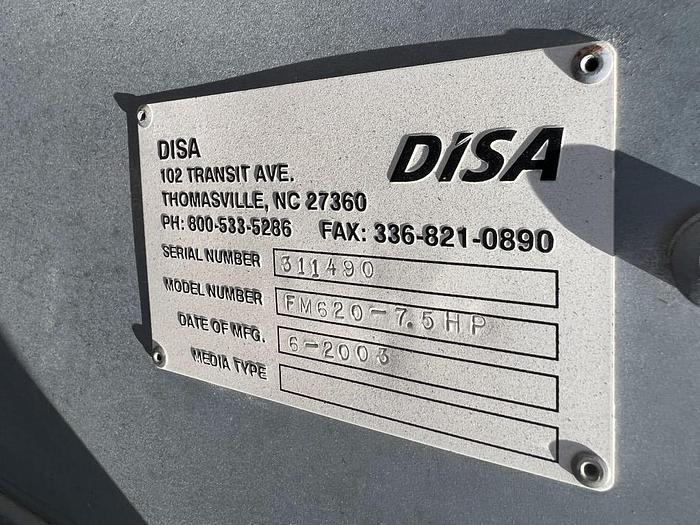 DISA
DISA
102 TRANSIT AVE.
THOMASVILLE, NC 27360
PH: 800-533-5286 FAX: 336-821-0890
SERIAL NUMBER 311490
MODEL NUMBER FM620-7.5HP
DATE OF MFG. 6-2003
MEDIA TYPE